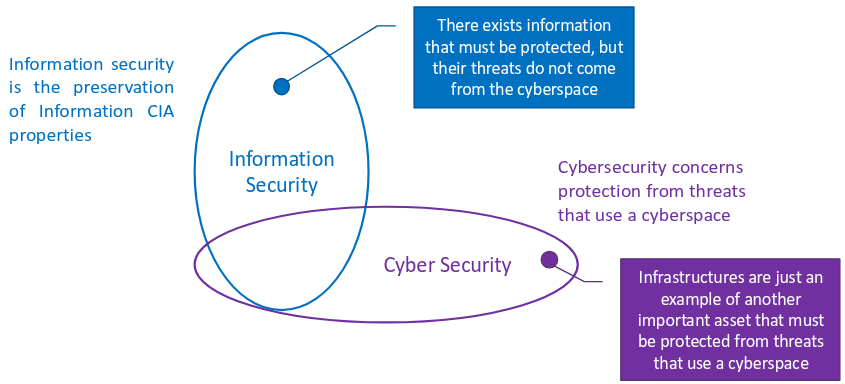 There exists information
that must be protected, but
their threats do not come
from the cyberspace
Information security
is the preservation
of Information CIA
properties
Information
Security
Cybersecurity concerns
protection from threats
that use a cyberspace
Cyber Security
Infrastructures are just an
example of another
important asset that must
be protected from threats
that use a cyberspace